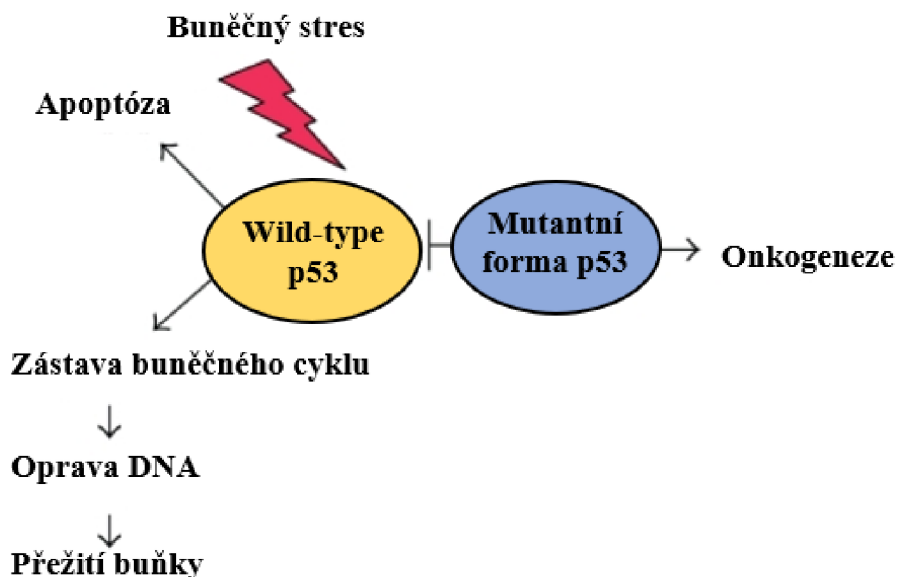 Buněčný stres
Apoptóza
Wild-type
p53
Mutantní
forma p53
Onkogeneze
Zástava buněčného cyklu
Oprava DNA
Přežití buňky